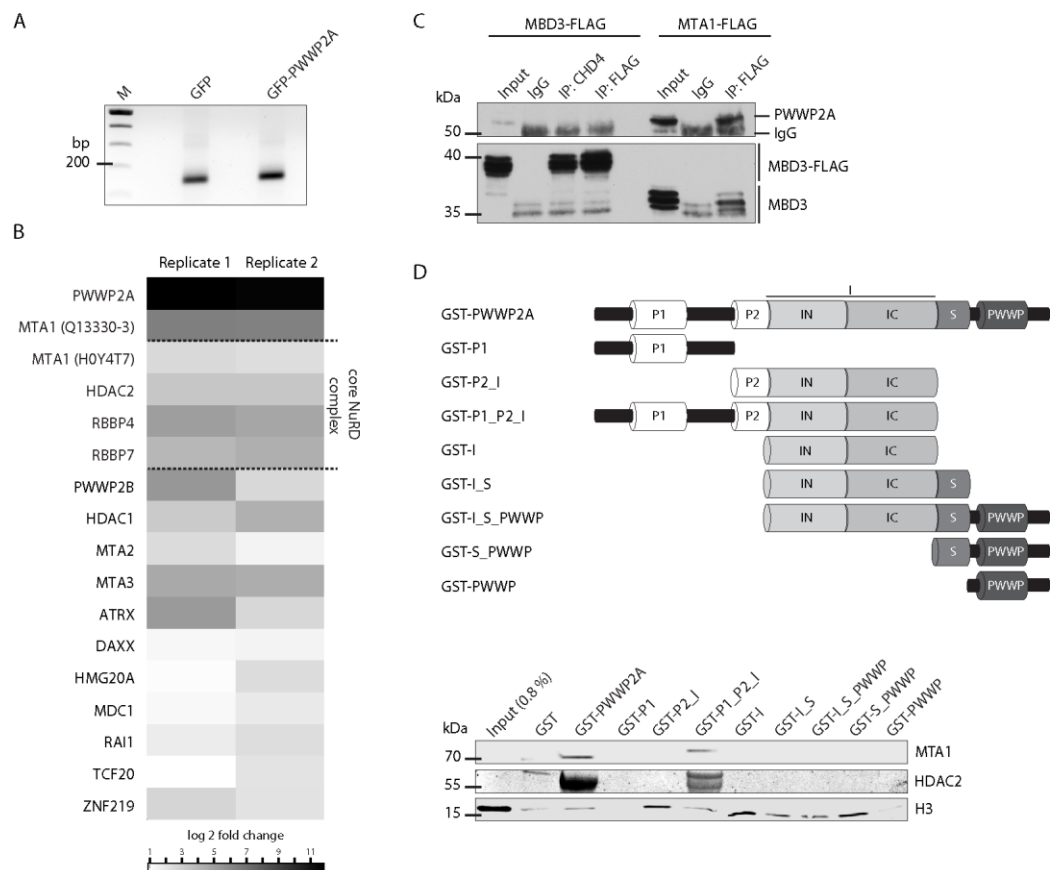 A
M
GFP
GFP-PWWP2A
bp
200
B
Replicate 1 Replicate 2
PWWP2A
MTA1 (Q13330-3)
MTA1 (H0Y4T7)
HDAC2
RBBP4
RBBP7
PWWP2B
HDAC1
MTA2
MTA3
ATRX
DAXX
HMG20A
MDC1
RAI1
TCF20
ZNF219
core NuRD
complex
log 2 fold change
1 3 5 7 9 11
C
MBD3-FLAG MTA1-FLAG
Input IgG IP: CHD4 IP: FLAG Input IgG IP: FLAG
kDa
50
PWWP2A
IgG
40
MBD3-FLAG
35
MBD3
D
I
GST-PWWP2A P1 P2 IN IC S PWWP
GST-P1 P1
GST-P2_I P2 IN IC
GST-P1_P2_I P1 P2 IN IC
GST-I IN IC
GST-I_S IN IC S
GST-I_S_PWWP IN IC S PWWP
GST-S_PWWP S PWWP
GST-PWWP PWWP
Input (0.8 %) GST GST-PWWP2A GST-P1 GST-P2_I GST-P1_P2_I GST-I GST-I_S GST-I_S_PWWP GST-S_PWWP GST-PWWP
kDa
70 MTA1
55 HDAC2
15 H3